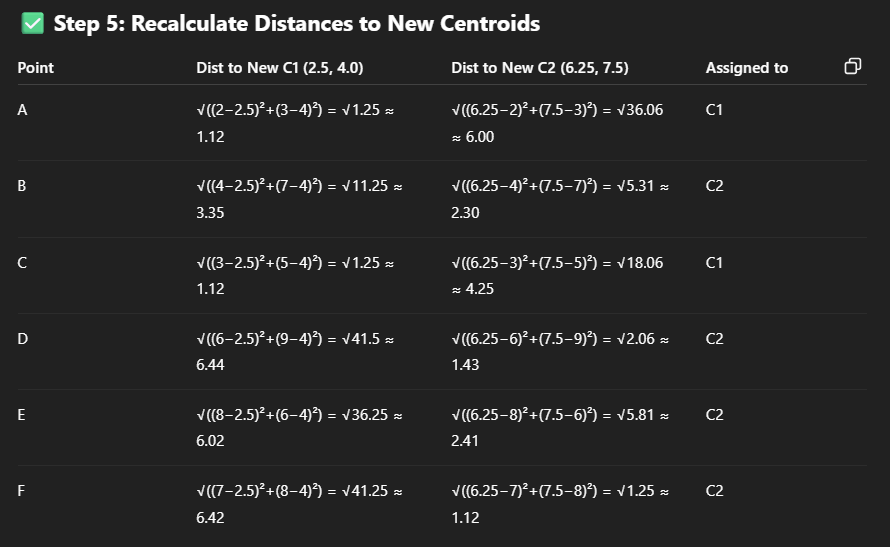 ✅ Step 5: Recalculate Distances to New Centroids
Point Dist to New C1 (2.5, 4.0) Dist to New C2 (6.25, 7.5) Assigned to
A √((2−2.5)²+(3−4)²) = √1.25 ≈ √((6.25−2)²+(7.5−3)²) = √36.06 C1
1.12 ≈ 6.00
B √((4−2.5)²+(7−4)²) = √11.25 ≈ √((6.25−4)²+(7.5−7)²) = √5.31 ≈ C2
3.35 2.30
C √((3−2.5)²+(5−4)²) = √1.25 ≈ √((6.25−3)²+(7.5−5)²) = √18.06 C1
1.12 ≈ 4.25
D √((6−2.5)²+(9−4)²) = √41.5 ≈ √((6.25−6)²+(7.5−9)²) = √2.06 ≈ C2
6.44 1.43
E √((8−2.5)²+(6−4)²) = √36.25 ≈ √((6.25−8)²+(7.5−6)²) = √5.81 ≈ C2
6.02 2.41
F √((7−2.5)²+(8−4)²) = √41.25 ≈ √((6.25−7)²+(7.5−8)²) = √1.25 ≈ C2
6.42 1.12